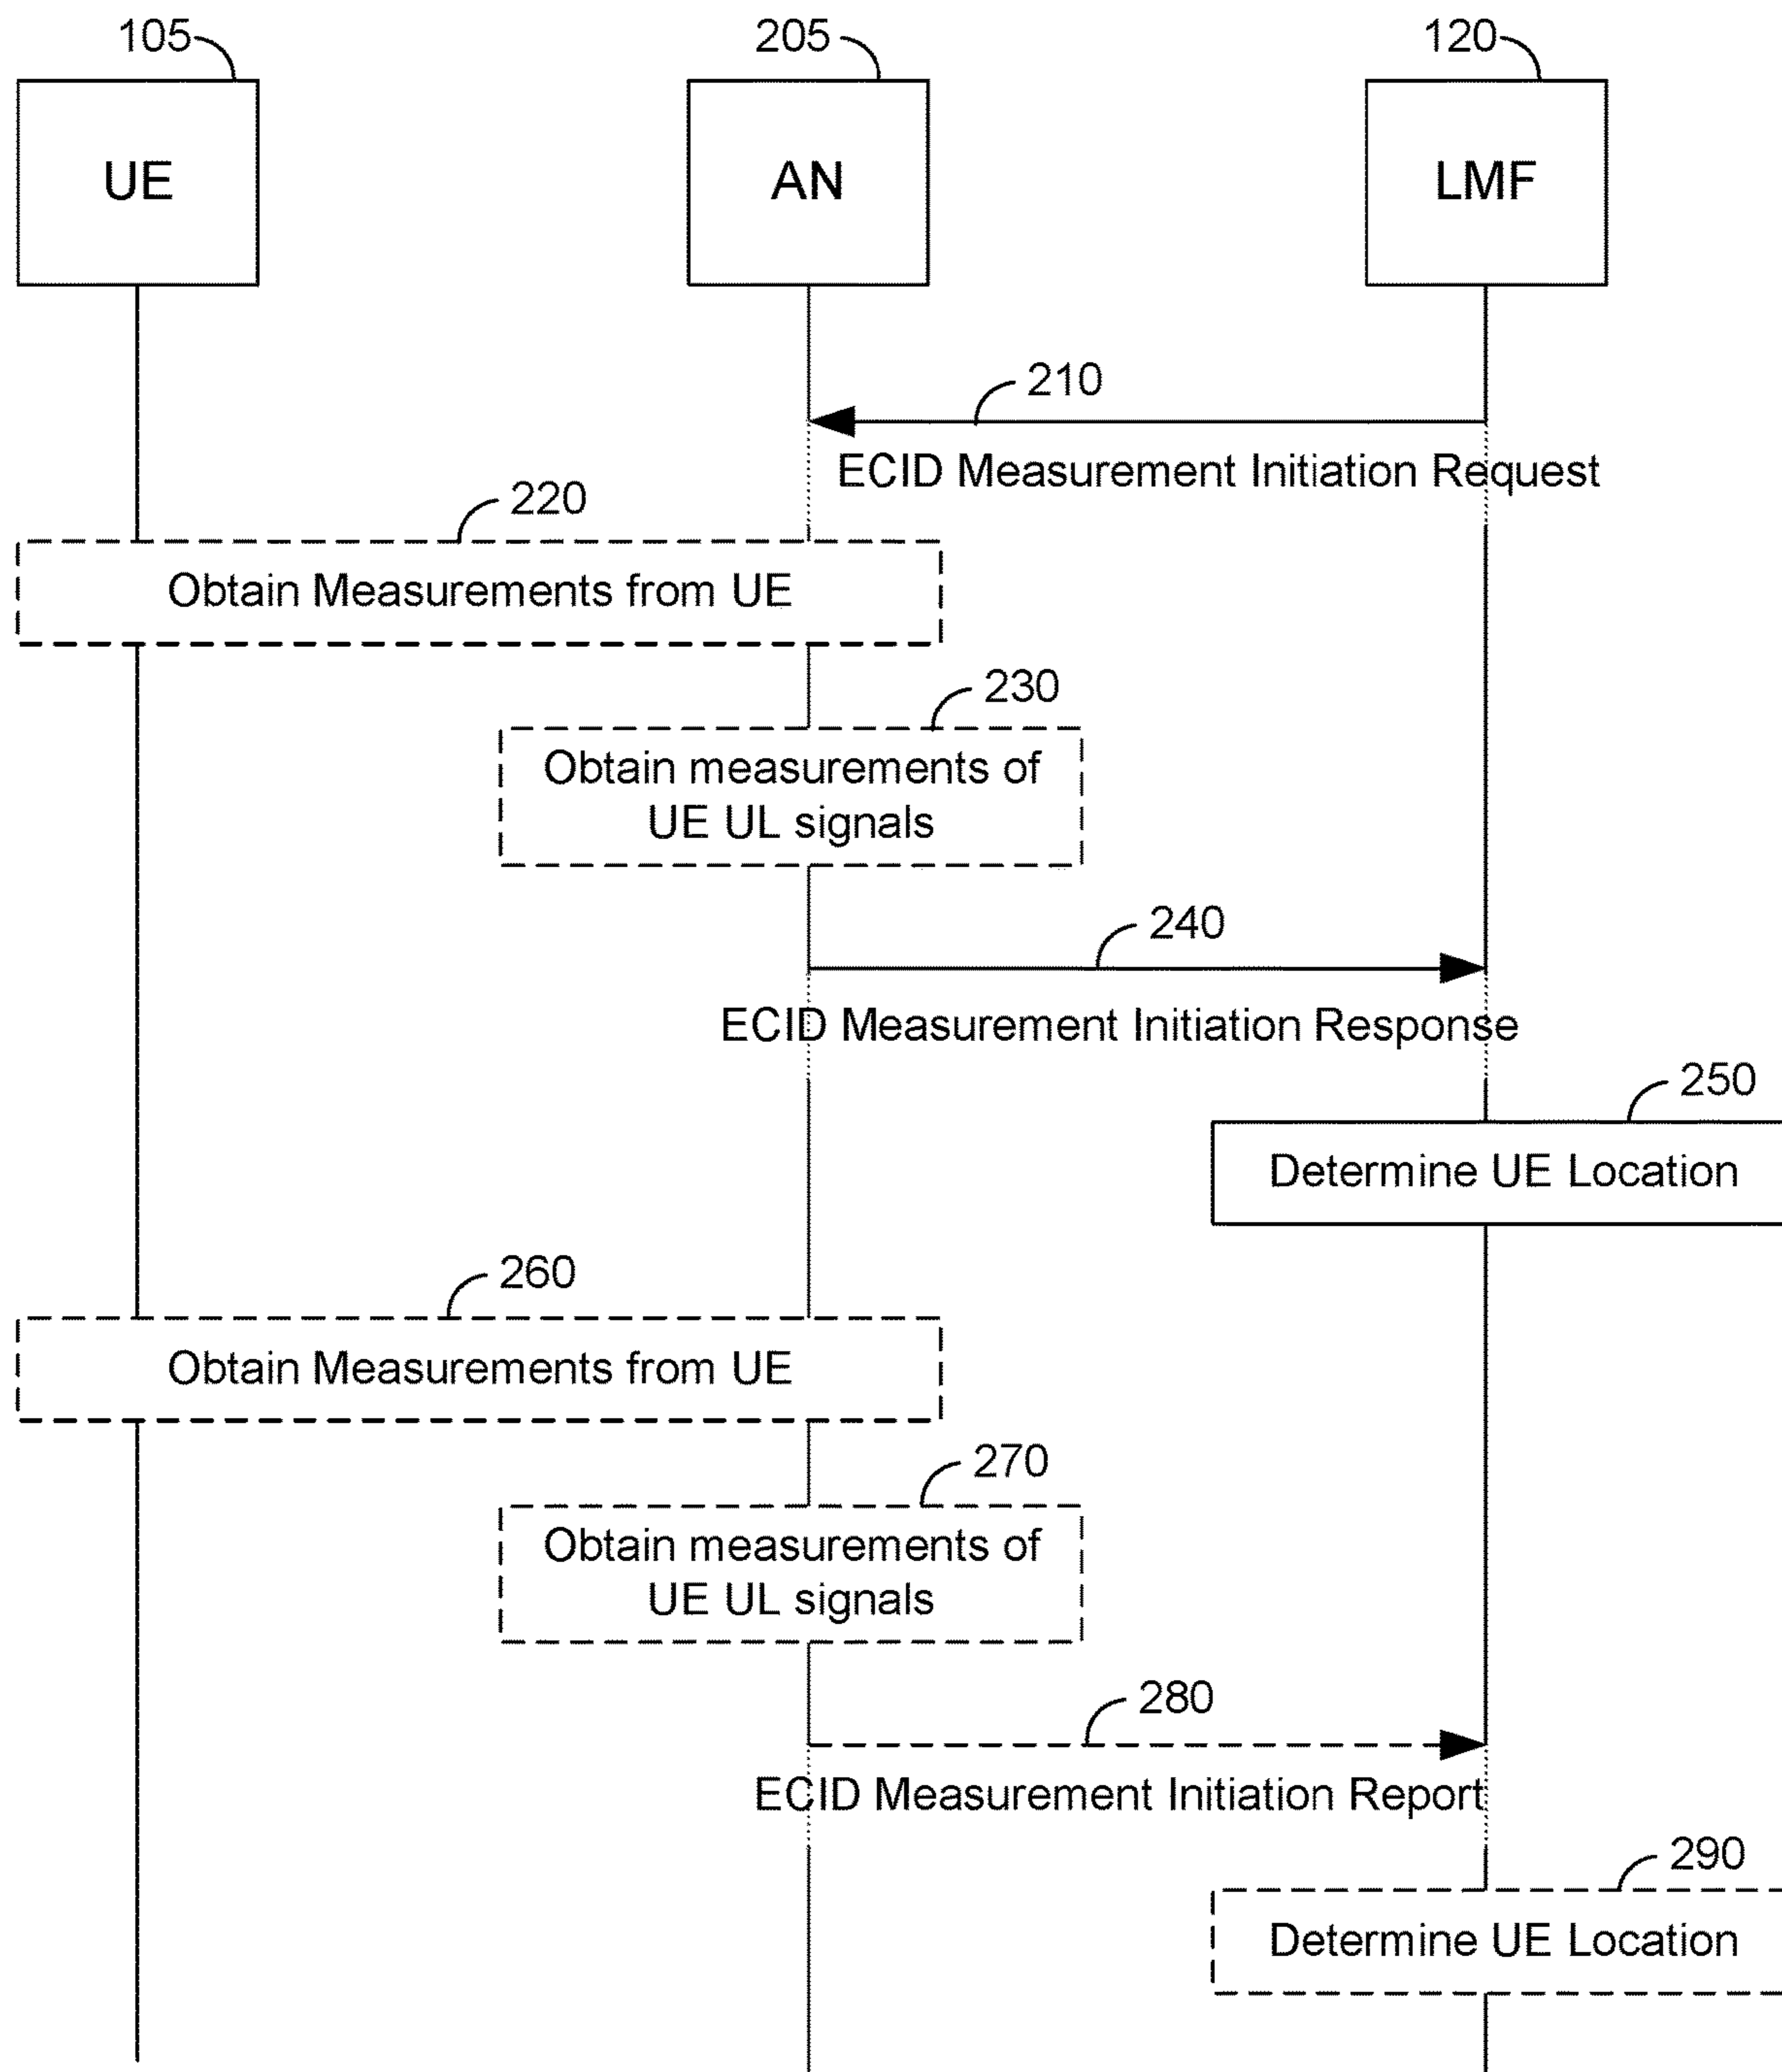 105
205
120
UE
AN
LMF
210
ECID Measurement Initiation Request
220
Obtain Measurements from UE
230
Obtain measurements of
UE UL signals
240
ECID Measurement Initiation Response
250
Determine UE Location
260
Obtain Measurements from UE
270
Obtain measurements of
UE UL signals
280
ECID Measurement Initiation Report
290
Determine UE Location